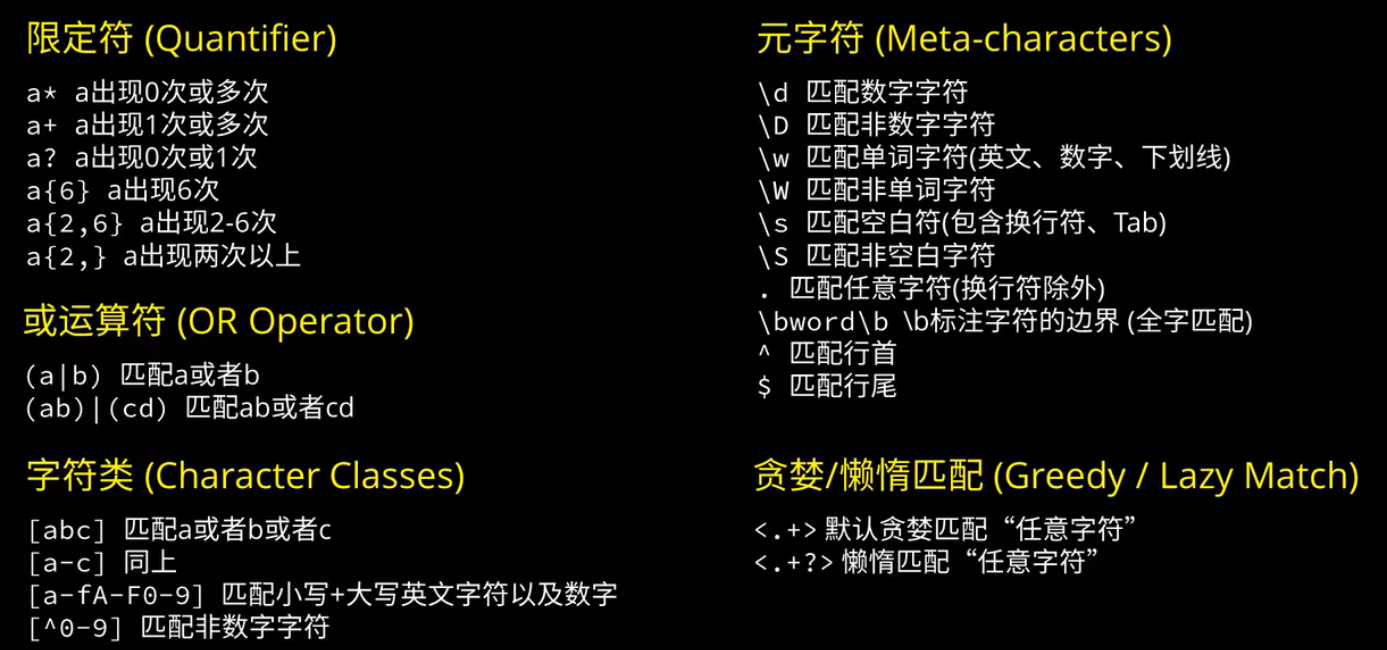 限定符 (Quantifier)
a* a出现0次或多次
a+ a出现1次或多次
a? a出现0次或1次
a{6} a出现6次
a{2,6} a出现2-6次
a{2,} a出现两次以上
或运算符 (OR Operator)
(a|b) 匹配a或者b
(ab)|(cd) 匹配ab或者cd
字符类 (Character Classes)
[abc] 匹配a或者b或者c
[a-c] 同上
[a-fA-F0-9] 匹配小写+大写英文字符以及数字
[^0-9] 匹配非数字字符
元字符 (Meta-characters)
\d 匹配数字字符
\D 匹配非数字字符
\w 匹配单词字符(英文、数字、下划线)
\W 匹配非单词字符
\s 匹配空白符(包含换行符、Tab)
\S 匹配非空白字符
. 匹配任意字符(换行符除外)
\bword\b \b标注字符的边界 (全字匹配)
^ 匹配行首
$ 匹配行尾
贪婪/懒惰匹配 (Greedy / Lazy Match)
<.+> 默认贪婪匹配“任意字符”
<.+?> 懒惰匹配“任意字符”